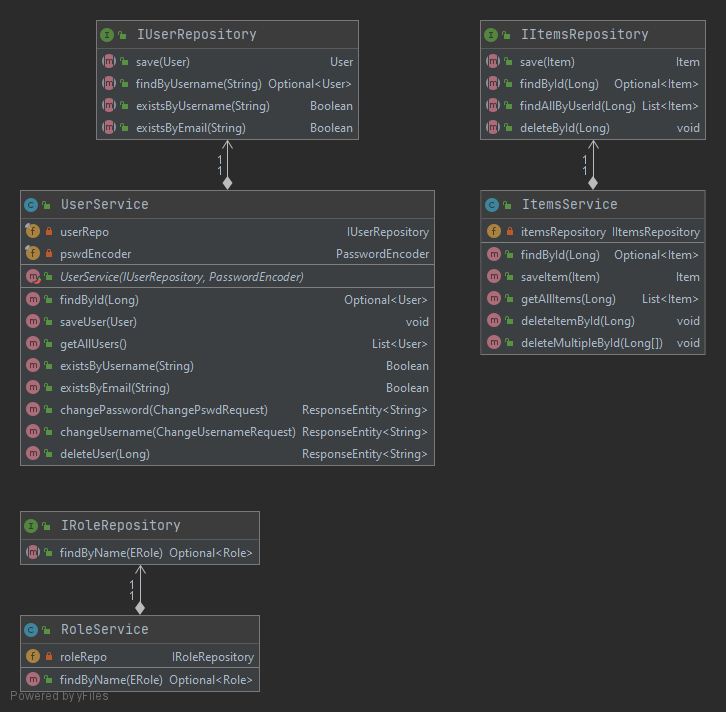 IUserRepository
save(User) User
findByUsername(String) Optional<User>
existsByUsername(String) Boolean
existsByEmail(String) Boolean
1
1
UserService
userRepo IUserRepository
pswdEncoder PasswordEncoder
UserService(IUserRepository, PasswordEncoder)
findById(Long) Optional<User>
saveUser(User) void
getAllUsers() List<User>
existsByUsername(String) Boolean
existsByEmail(String) Boolean
changePassword(ChangePswdRequest) ResponseEntity<String>
changeUsername(ChangeUsernameRequest) ResponseEntity<String>
deleteUser(Long) ResponseEntity<String>
IItemsRepository
save(Item) Item
findById(Long) Optional<Item>
findAllByUserId(Long) List<Item>
deleteById(Long) void
1
1
ItemsService
itemsRepository IItemsRepository
findById(Long) Optional<Item>
saveItem(Item) Item
getAllItems(Long) List<Item>
deleteItemById(Long) void
deleteMultipleById(Long[]) void
IRoleRepository
findByName(ERole) Optional<Role>
1
1
RoleService
roleRepo IRoleRepository
findByName(ERole) Optional<Role>
Powered by yFiles